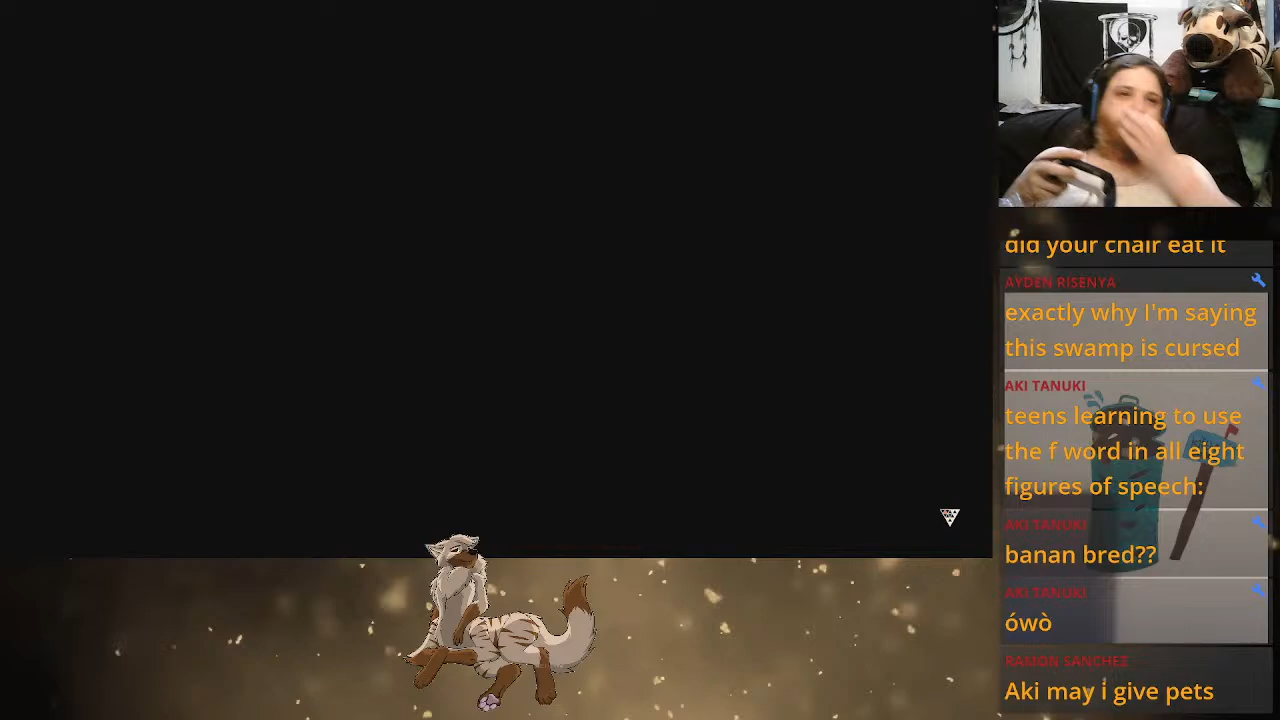 did your chair eat it
AYDEN RISENYA
exactly why I'm saying
this swamp is cursed
AKI TANUKI
teens learning to use
the f word in all eight
figures of speech:
AKI TANUKI
banan bred??
AKI TANUKI
ówò
RAMON SANCHEZ
Aki may i give pets